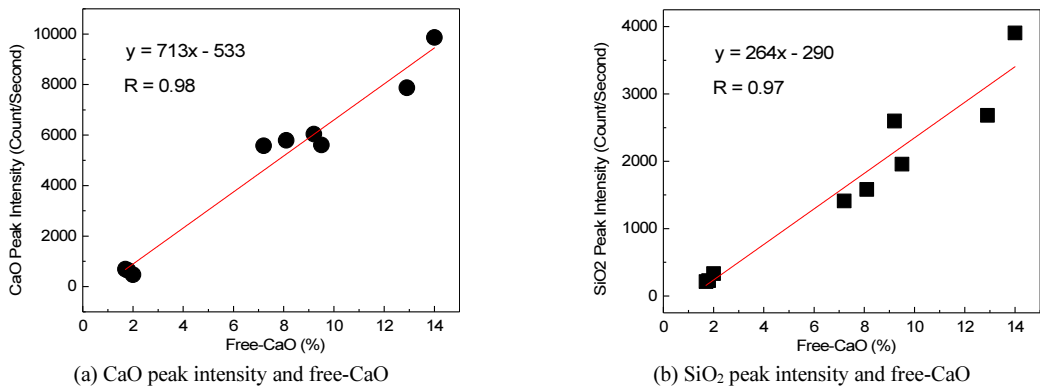 y = 713x - 533
R = 0.98
CaO Peak Intensity (Count/Second)
10000
8000
6000
4000
2000
0
0 2 4 6 8 10 12 14
Free-CaO (%)
(a) CaO peak intensity and free-CaO
y = 264x - 290
R = 0.97
SiO2 Peak Intensity (Count/Second)
4000
3000
2000
1000
0
0 2 4 6 8 10 12 14
Free-CaO (%)
(b) SiO₂ peak intensity and free-CaO